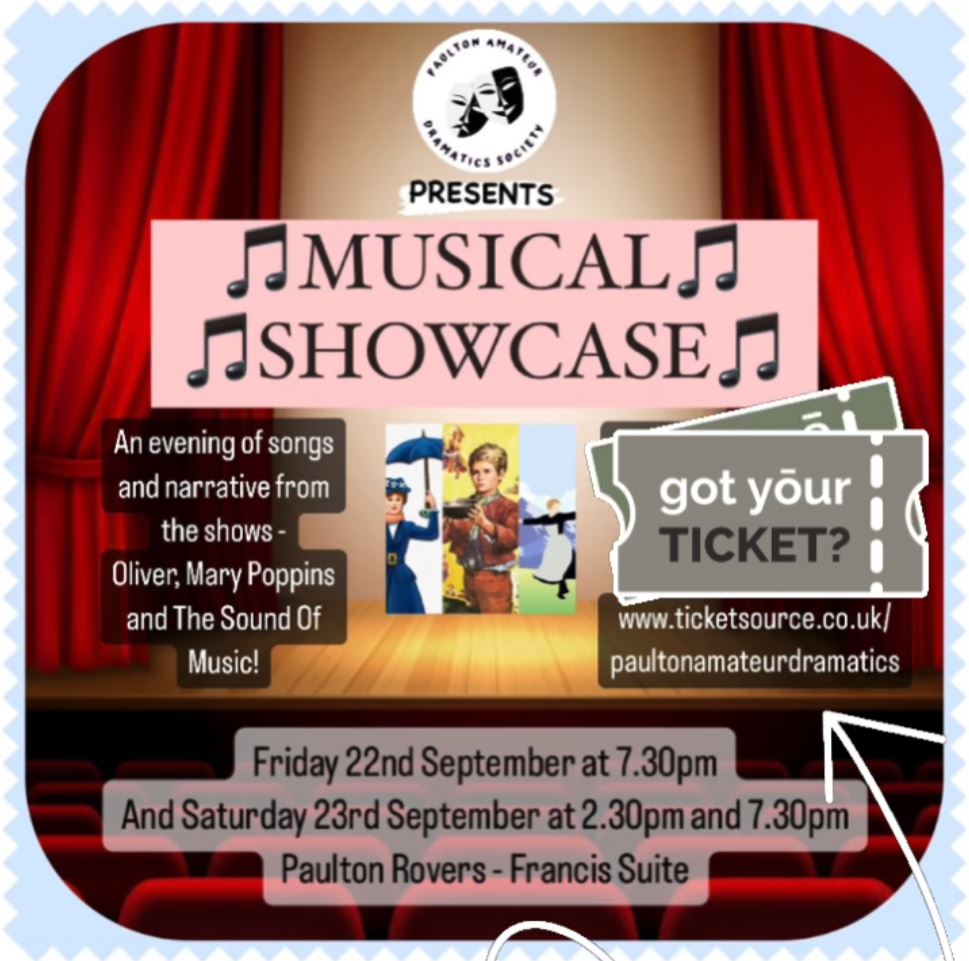 PAULTON AMATEUR
DRAMATICS SOCIETY
PRESENTS
🎵MUSICAL🎵
🎵SHOWCASE🎵
An evening of songs
and narrative from
the shows -
Oliver, Mary Poppins
and The Sound Of
Music!
got yōur
TICKET?
www.ticketsource.co.uk/
paultonamateurdramatics
Friday 22nd September at 7.30pm
And Saturday 23rd September at 2.30pm and 7.30pm
Paulton Rovers - Francis Suite